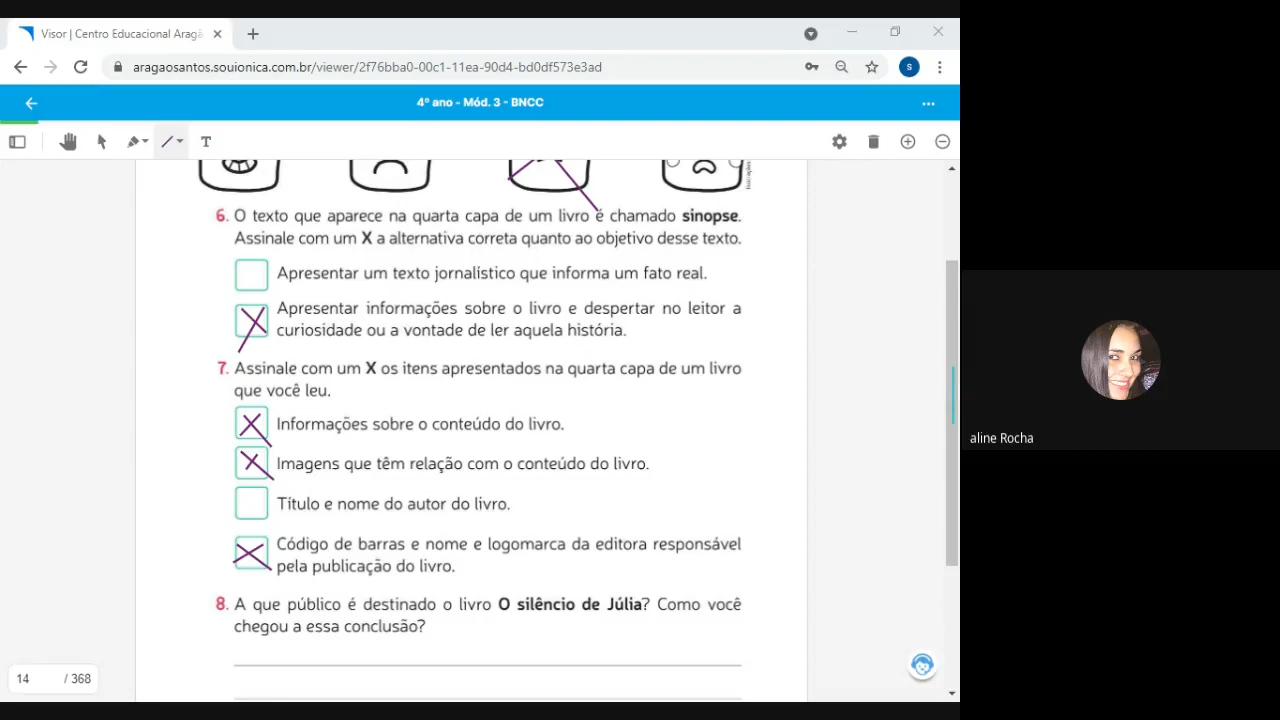 Visor | Centro Educacional Aragã
aragaosantos.souionica.com.br/viewer/2f76bba0-00c1-11ea-90d4-bd0df573e3ad
s
4º ano - Mód. 3 - BNCC
T
6. O texto que aparece na quarta capa de um livro é chamado sinopse.
Assinale com um X a alternativa correta quanto ao objetivo desse texto.
Apresentar um texto jornalístico que informa um fato real.
X Apresentar informações sobre o livro e despertar no leitor a
curiosidade ou a vontade de ler aquela história.
7. Assinale com um X os itens apresentados na quarta capa de um livro
que você leu.
X Informações sobre o conteúdo do livro.
X Imagens que têm relação com o conteúdo do livro.
Título e nome do autor do livro.
X Código de barras e nome e logomarca da editora responsável
pela publicação do livro.
8. A que público é destinado o livro O silêncio de Júlia? Como você
chegou a essa conclusão?
14 / 368
aline Rocha